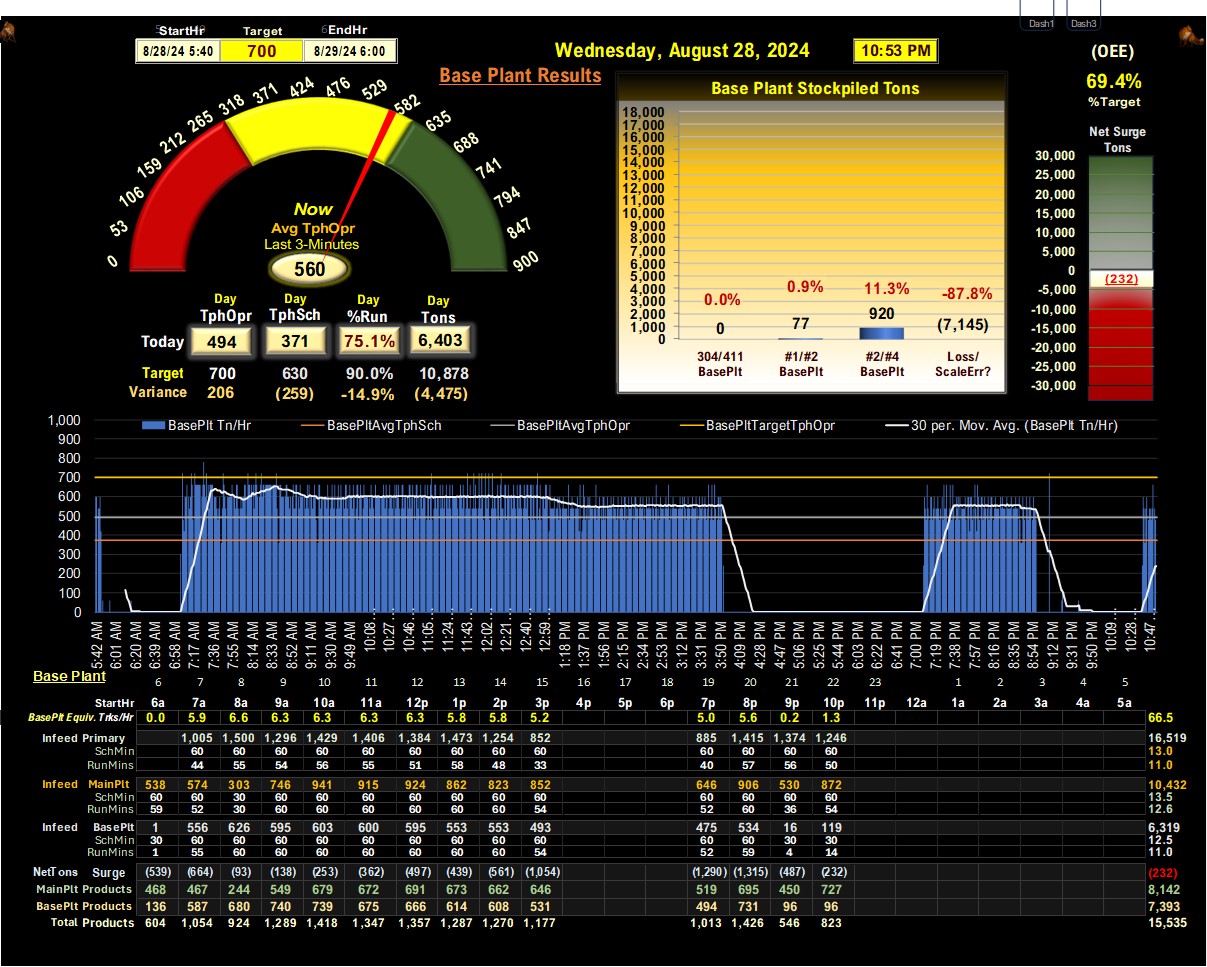 Dash1 Dash3
StartHr Target EndHr
8/28/24 5:40 700 8/29/24 6:00
Wednesday, August 28, 2024 10:53 PM
(OEE)
69.4%
%Target
Base Plant Results
Base Plant Stockpiled Tons
Net Surge
Tons
0 53 106 159 212 265 318 371 424 476 529 582 635 688 741 794 847 900
Now
Avg TphOpr
Last 3-Minutes
560
18,000
17,000
16,000
15,000
14,000
13,000
12,000
11,000
10,000
9,000
8,000
7,000
6,000
5,000
4,000
3,000
2,000
1,000
0
0.0% 0.9% 11.3% -87.8%
0 77 920 (7,145)
304/411 #1/#2 #2/#4 Loss/
BasePlt BasePlt BasePlt ScaleErr?
30,000
25,000
20,000
15,000
10,000
5,000
0
(232)
-5,000
-10,000
-15,000
-20,000
-25,000
-30,000
Day Day Day Day
TphOpr TphSch %Run Tons
Today 494 371 75.1% 6,403
Target 700 630 90.0% 10,878
Variance 206 (259) -14.9% (4,475)
BasePlt Tn/Hr BasePltAvgTphSch BasePltAvgTphOpr BasePltTargetTphOpr 30 per. Mov. Avg. (BasePlt Tn/Hr)
1,000
900
800
700
600
500
400
300
200
100
0
5:42 AM 6:01 AM 6:20 AM 6:39 AM 6:58 AM 7:17 AM 7:36 AM 7:55 AM 8:14 AM 8:33 AM 8:52 AM 9:11 AM 9:30 AM 9:49 AM 10:08... 10:27... 10:46... 11:05... 11:24... 11:43... 12:02... 12:21... 12:40... 12:59... 1:18 PM 1:37 PM 1:56 PM 2:15 PM 2:34 PM 2:53 PM 3:12 PM 3:31 PM 3:50 PM 4:09 PM 4:28 PM 4:47 PM 5:06 PM 5:25 PM 5:44 PM 6:03 PM 6:22 PM 6:41 PM 7:00 PM 7:19 PM 7:38 PM 7:57 PM 8:16 PM 8:35 PM 8:54 PM 9:12 PM 9:31 PM 9:50 PM 10:09... 10:28... 10:47...
Base Plant
6 7 8 9 10 11 12 13 14 15 16 17 18 19 20 21 22 23 1 2 3 4 5
StartHr 6a 7a 8a 9a 10a 11a 12p 1p 2p 3p 4p 5p 6p 7p 8p 9p 10p 11p 12a 1a 2a 3a 4a 5a
BasePlt Equiv. Trks/Hr 0.0 5.9 6.6 6.3 6.3 6.3 6.3 5.8 5.8 5.2 5.0 5.6 0.2 1.3 66.5
Infeed Primary 1,005 1,500 1,296 1,429 1,406 1,384 1,473 1,254 852 885 1,415 1,374 1,246 16,519
SchMin 60 60 60 60 60 60 60 60 60 60 60 60 60 13.0
RunMins 44 55 54 56 55 51 58 48 33 40 57 56 50 11.0
Infeed MainPlt 538 574 303 746 941 915 924 862 823 852 646 906 530 872 10,432
SchMin 60 60 30 60 60 60 60 60 60 60 60 60 60 60 13.5
RunMins 59 52 30 60 60 60 60 60 60 54 52 60 36 54 12.6
Infeed BasePlt 1 556 626 595 603 600 595 553 553 493 475 534 16 119 6,319
SchMin 30 60 60 60 60 60 60 60 60 60 60 60 30 30 12.5
RunMins 1 55 60 60 60 60 60 60 60 54 52 59 4 14 11.0
NetTons Surge (539) (664) (93) (138) (253) (362) (497) (439) (561) (1,054) (1,290) (1,315) (487) (232) (232)
MainPlt Products 468 467 244 549 679 672 691 673 662 646 519 695 450 727 8,142
BasePlt Products 136 587 680 740 739 675 666 614 608 531 494 731 96 96 7,393
Total Products 604 1,054 924 1,289 1,418 1,347 1,357 1,287 1,270 1,177 1,013 1,426 546 823 15,535